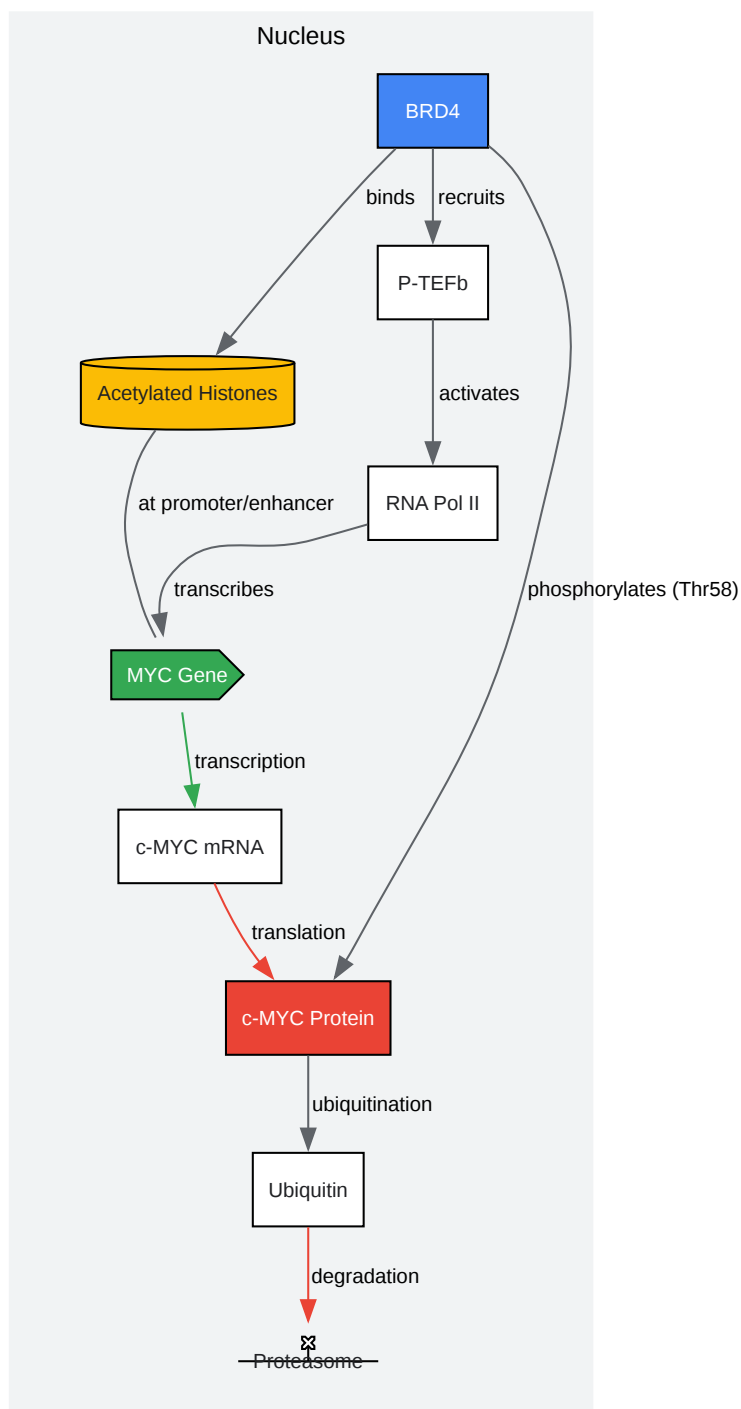 Nucleus
BRD4
binds
recruits
P-TEFb
Acetylated Histones
activates
at promoter/enhancer
RNA Pol II
transcribes
phosphorylates (Thr58)
MYC Gene
transcription
c-MYC mRNA
translation
c-MYC Protein
ubiquitination
Ubiquitin
degradation
Proteasome